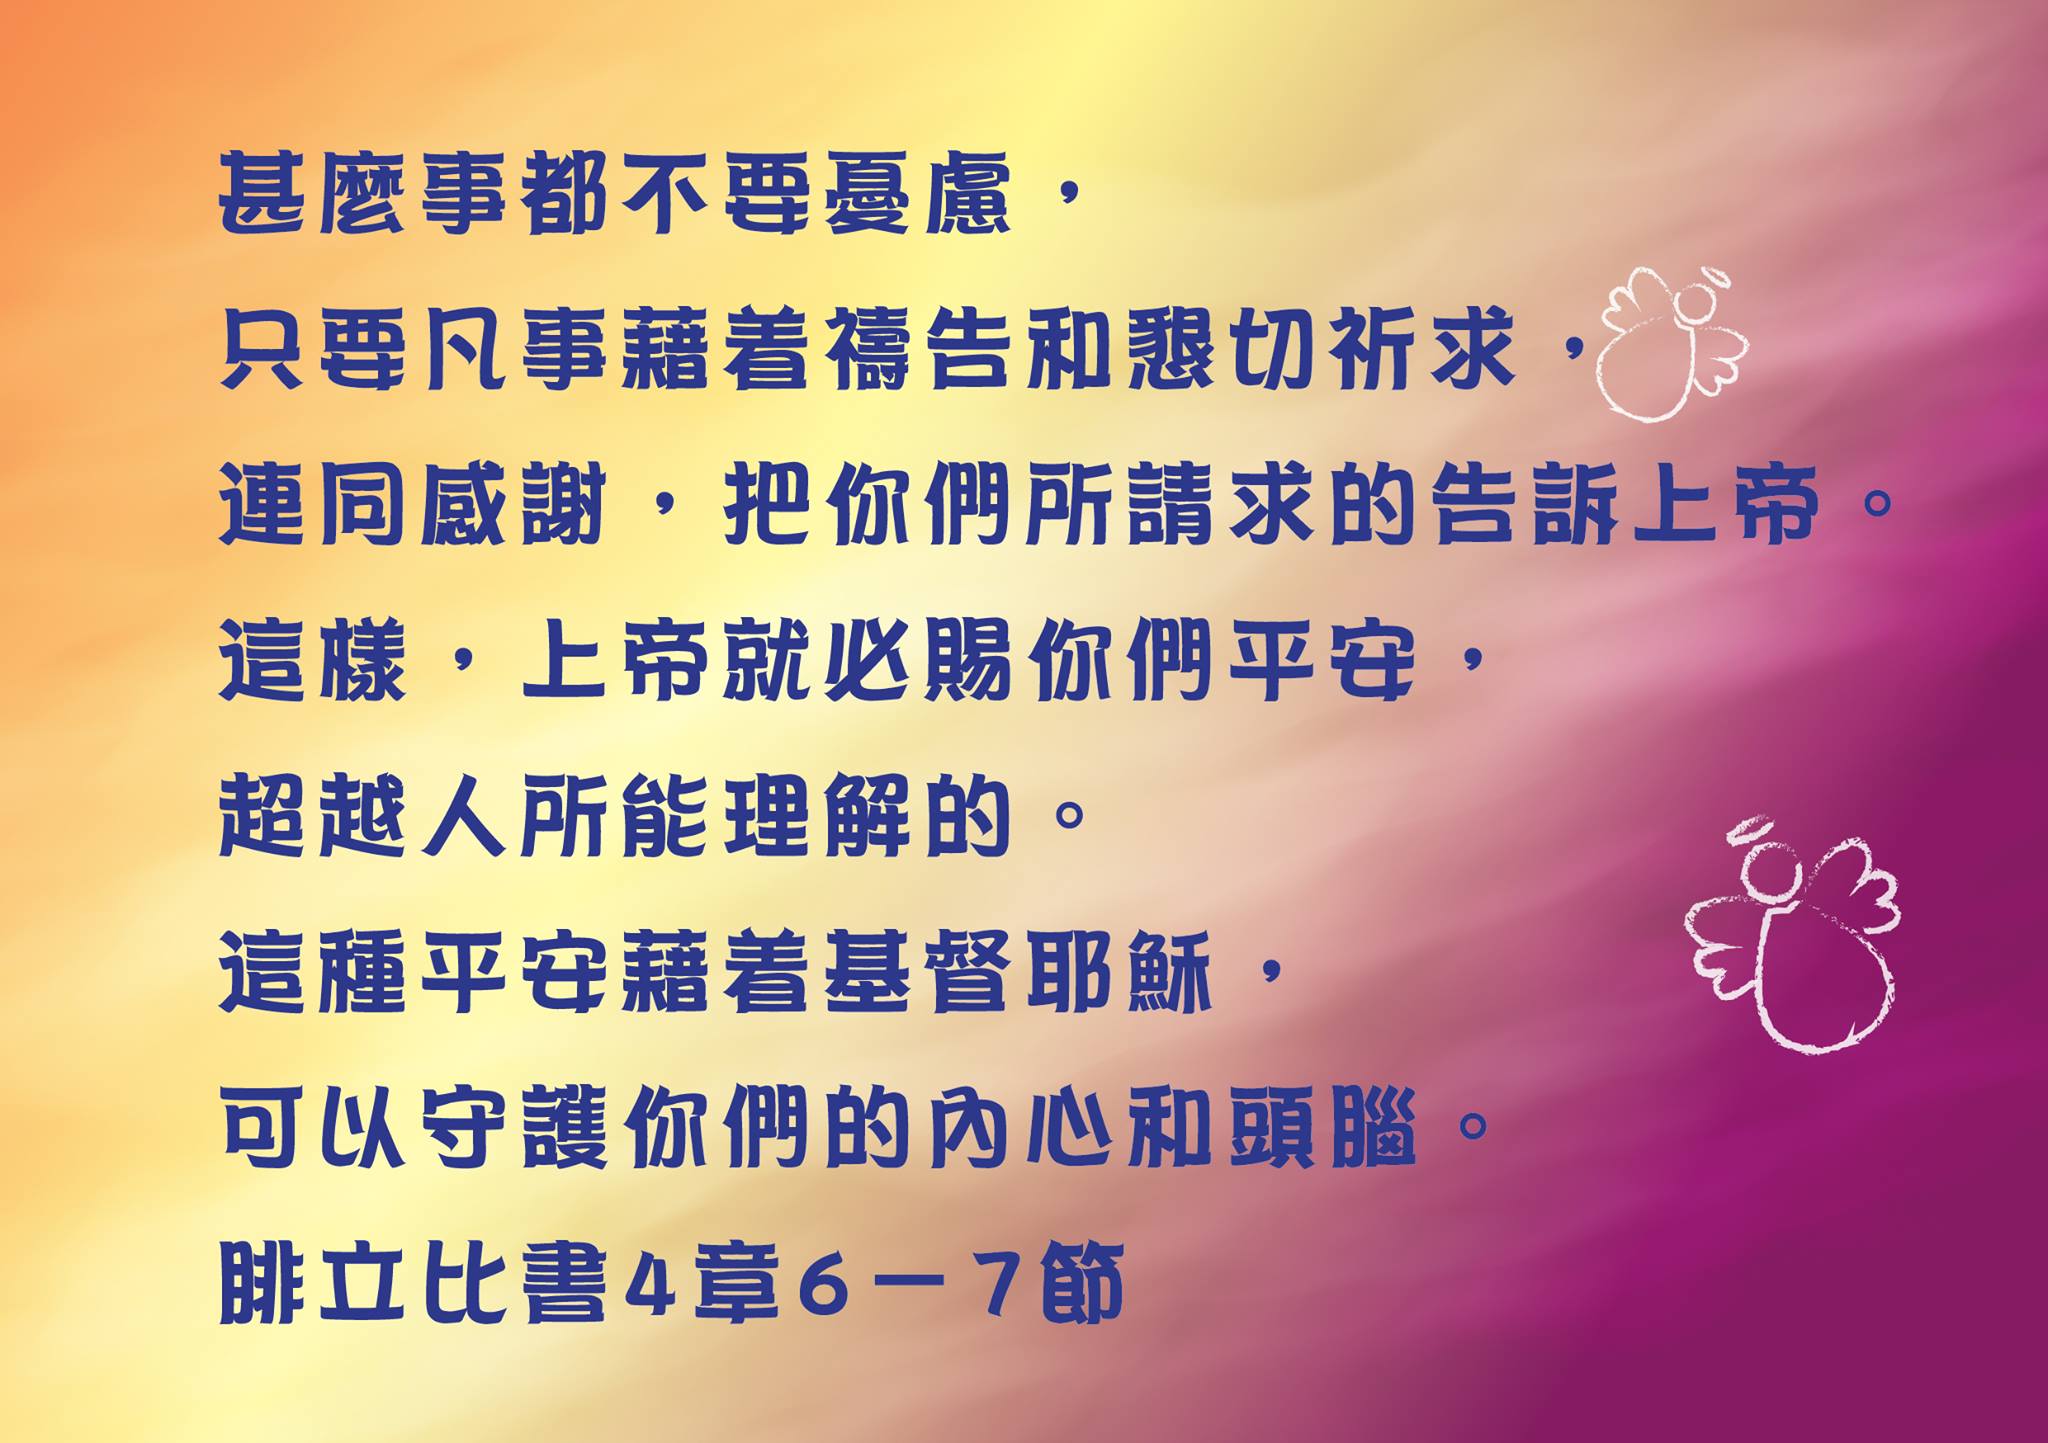 甚麼事都不要憂慮，
只要凡事藉着禱告和懇切祈求，
連同感謝，把你們所請求的告訴上帝。
這樣，上帝就必賜你們平安，
超越人所能理解的。
這種平安藉着基督耶穌，
可以守護你們的內心和頭腦。
腓立比書4章6－7節